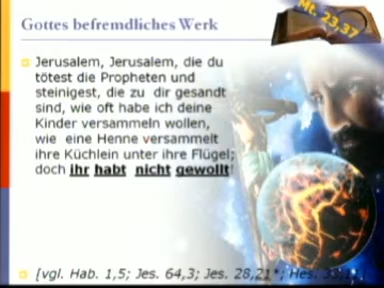 Gottes befremdliches Werk
Mt. 23,37
Jerusalem, Jerusalem, die du
tötest die Propheten und
steinigest, die zu dir gesandt
sind, wie oft habe ich deine
Kinder versammeln wollen,
wie eine Henne versammelt
ihre Küchlein unter ihre Flügel;
doch ihr habt nicht gewollt!
[vgl. Hab. 1,5; Jes. 64,3; Jes. 28,21*; Hes.